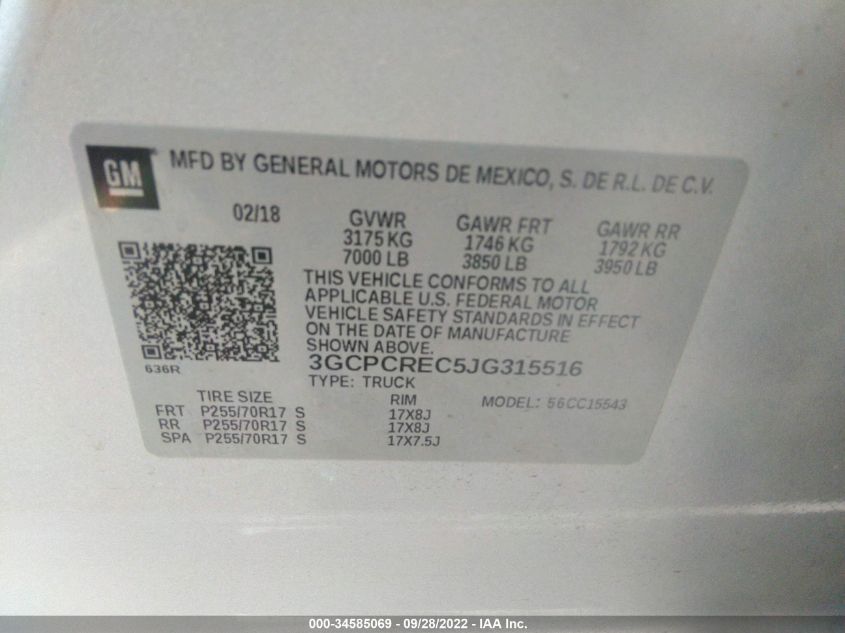 GM MFD BY GENERAL MOTORS DE MEXICO, S. DE R.L. DE C.V.
02/18 GVWR GAWR FRT GAWR RR
3175 KG 1746 KG 1792 KG
7000 LB 3850 LB 3950 LB
THIS VEHICLE CONFORMS TO ALL
APPLICABLE U.S. FEDERAL MOTOR
VEHICLE SAFETY STANDARDS IN EFFECT
ON THE DATE OF MANUFACTURE
SHOWN ABOVE.
636R
3GCPCREC5JG315516
TYPE: TRUCK
TIRE SIZE RIM MODEL: 56CC15543
FRT P255/70R17 S 17X8J
RR P255/70R17 S 17X8J
SPA P255/70R17 S 17X7.5J
000-34585069 - 09/28/2022 - IAA Inc.